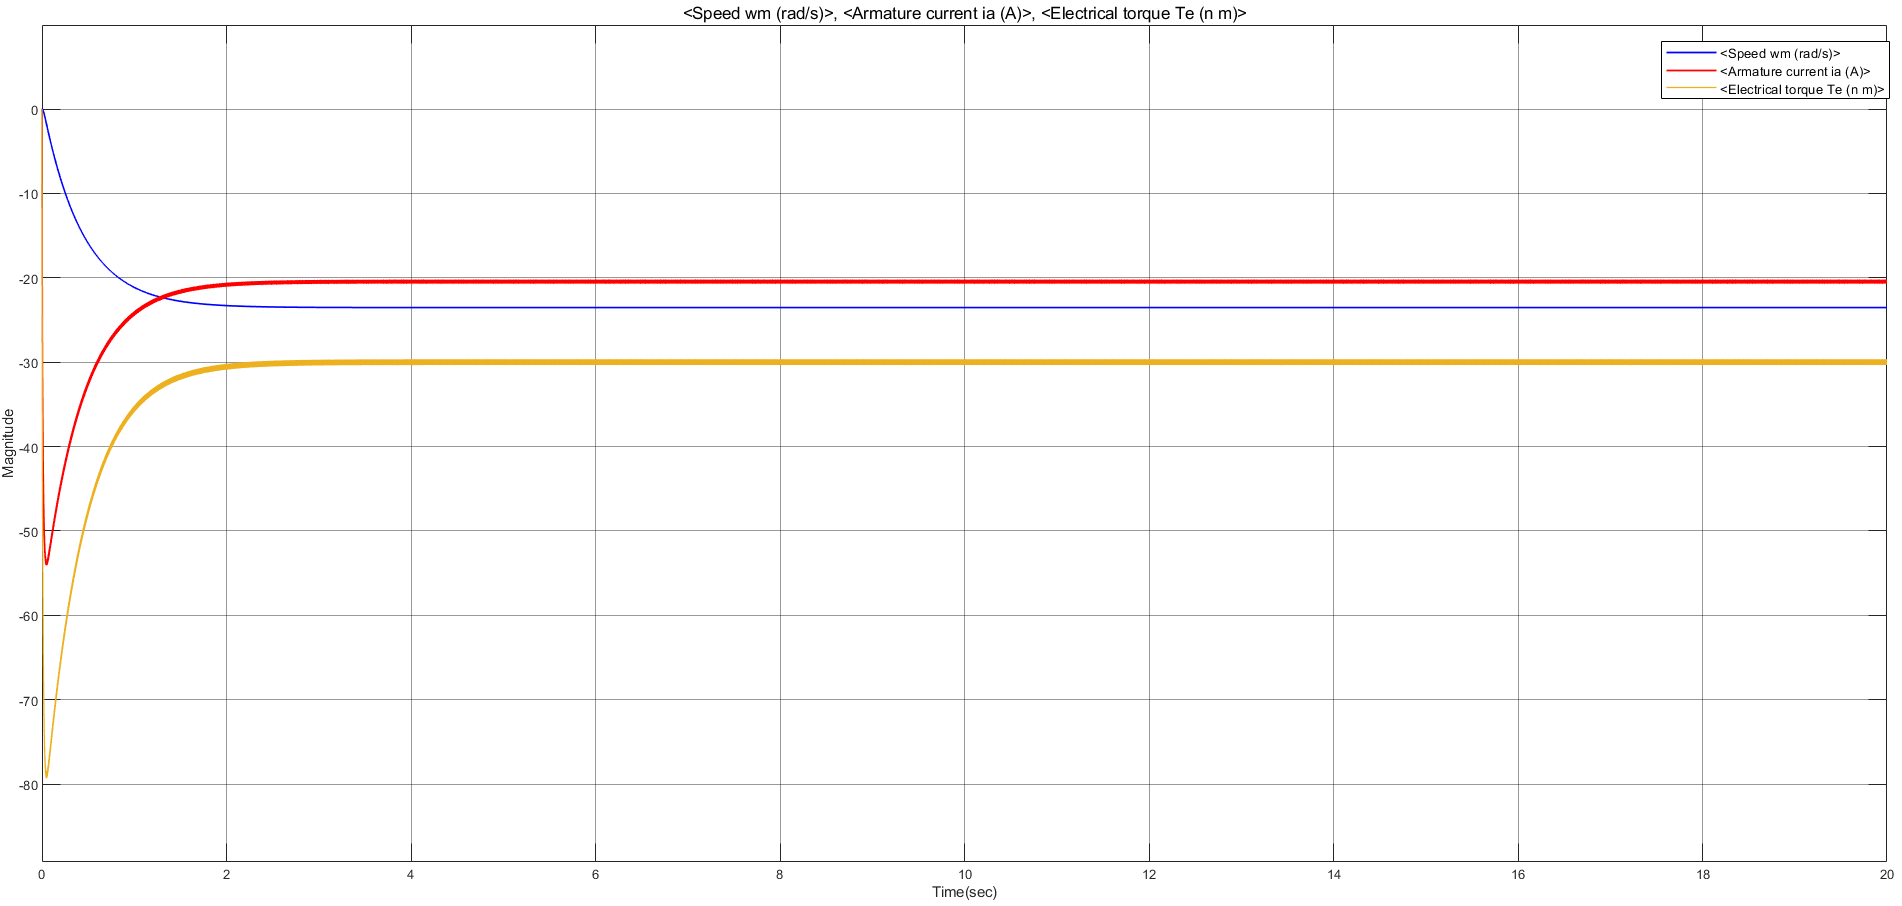 <Speed wm (rad/s)>, <Armature current ia (A)>, <Electrical torque Te (n m)>
<Speed wm (rad/s)>
<Armature current ia (A)>
<Electrical torque Te (n m)>
Magnitude
0
-10
-20
-30
-40
-50
-60
-70
-80
0 2 4 6 8 10 12 14 16 18 20
Time(sec)